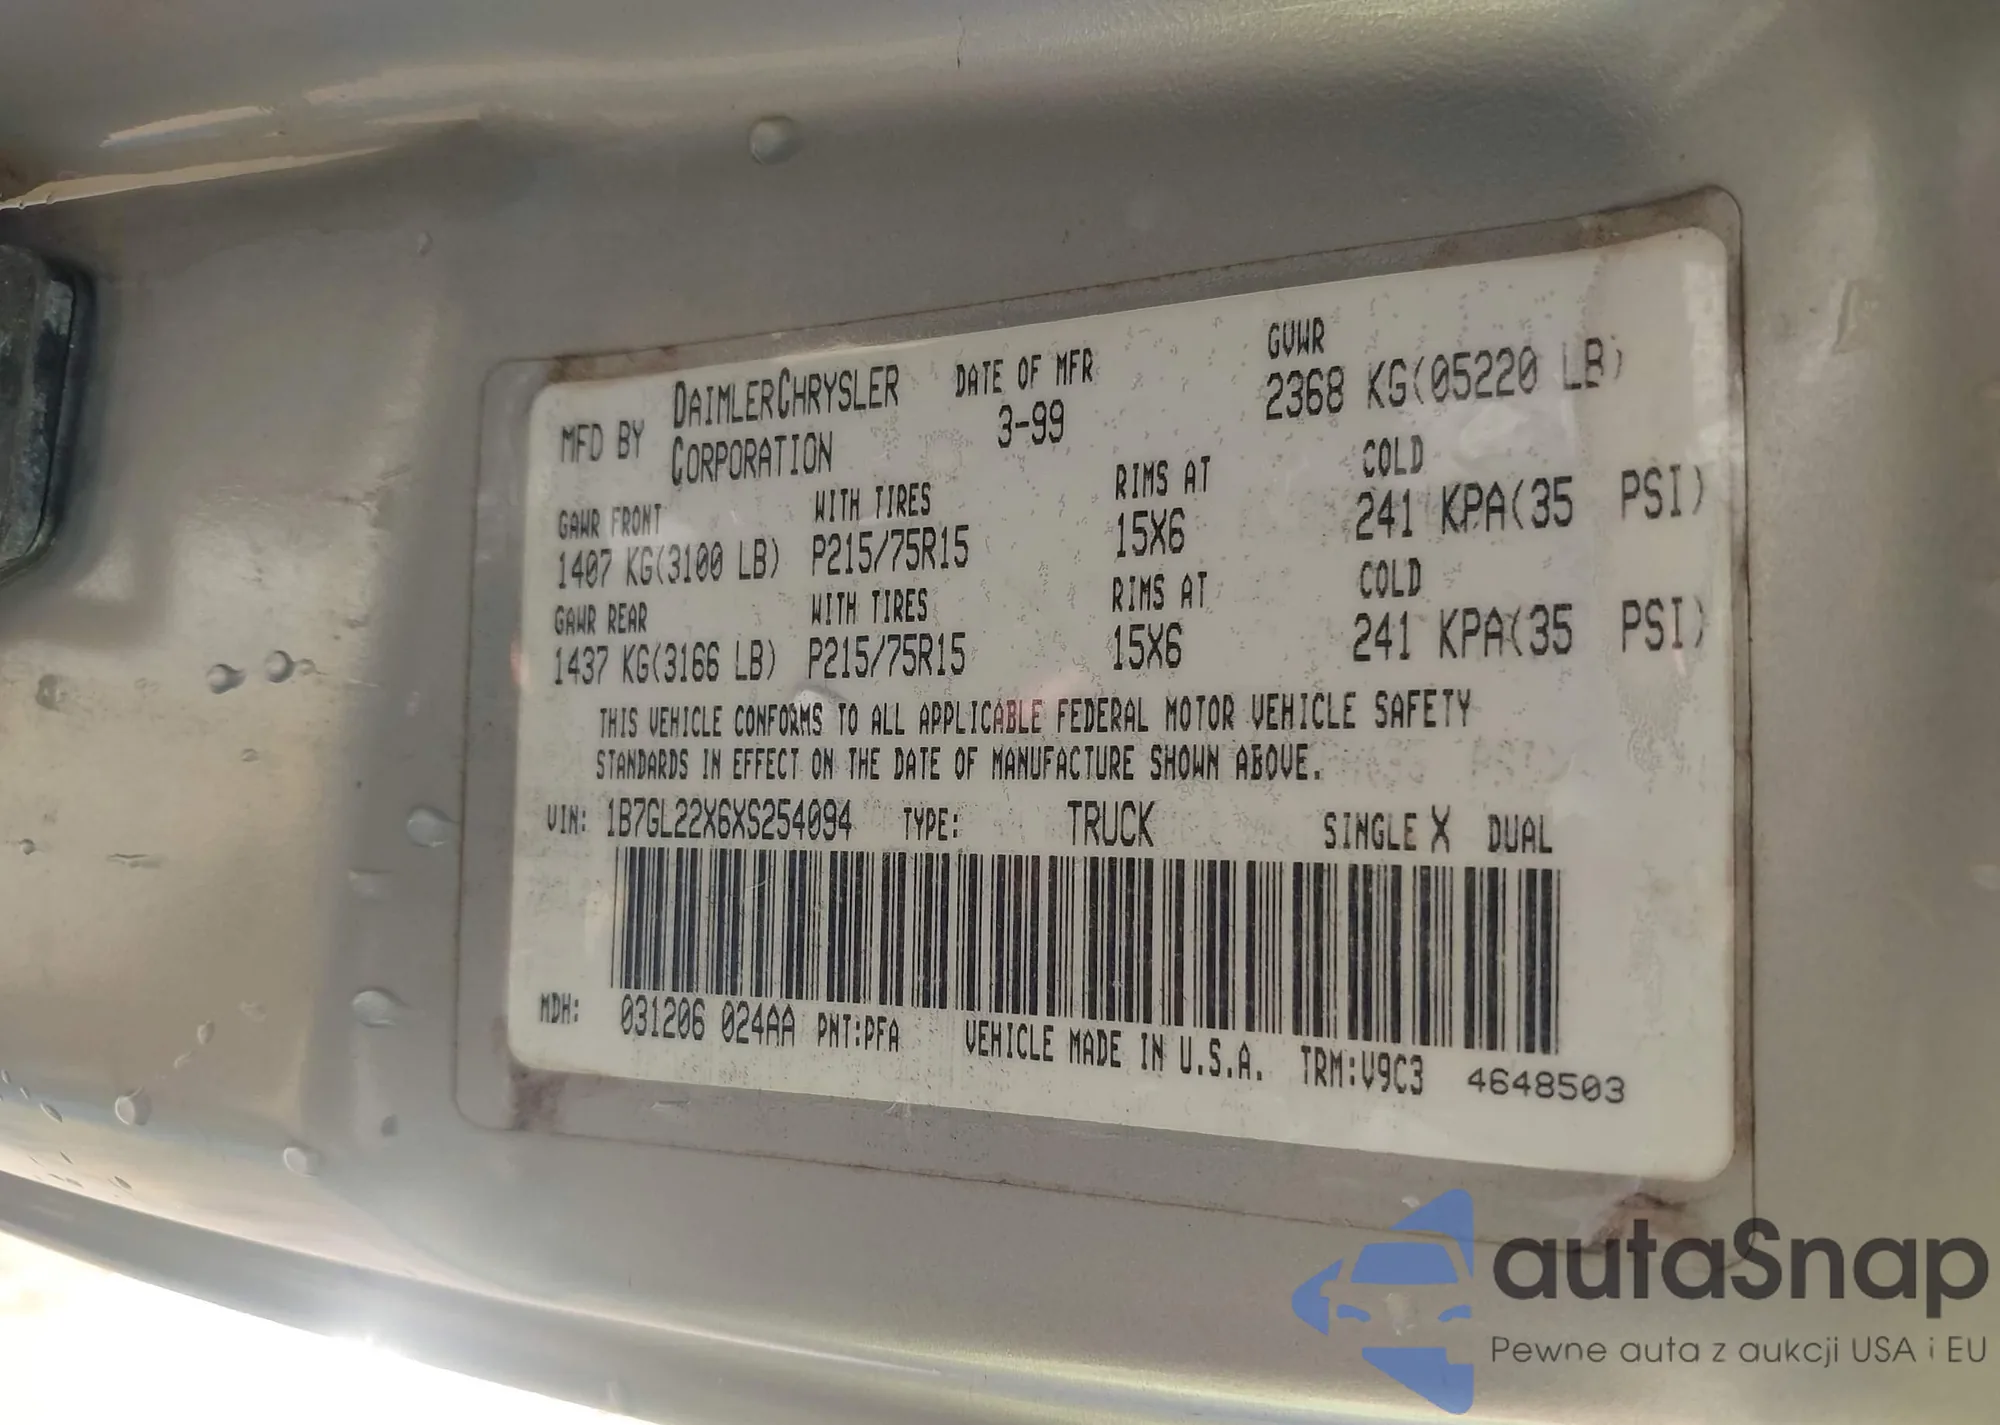 MFD BY DAIMLERCHRYSLER CORPORATION DATE OF MFR 3-99 GVWR 2368 KG(05220 LB)
GAWR FRONT WITH TIRES RIMS AT COLD
1407 KG(3100 LB) P215/75R15 15X6 241 KPA(35 PSI)
GAWR REAR WITH TIRES RIMS AT COLD
1437 KG(3166 LB) P215/75R15 15X6 241 KPA(35 PSI)
THIS VEHICLE CONFORMS TO ALL APPLICABLE FEDERAL MOTOR VEHICLE SAFETY
STANDARDS IN EFFECT ON THE DATE OF MANUFACTURE SHOWN ABOVE.
VIN: 1B7GL22X6XS254094 TYPE: TRUCK SINGLE X DUAL
MDH: 031206 024AA PNT:PFA VEHICLE MADE IN U.S.A. TRM:V9C3 4648503
autaSnap
Pewne auta z aukcji USA i EU